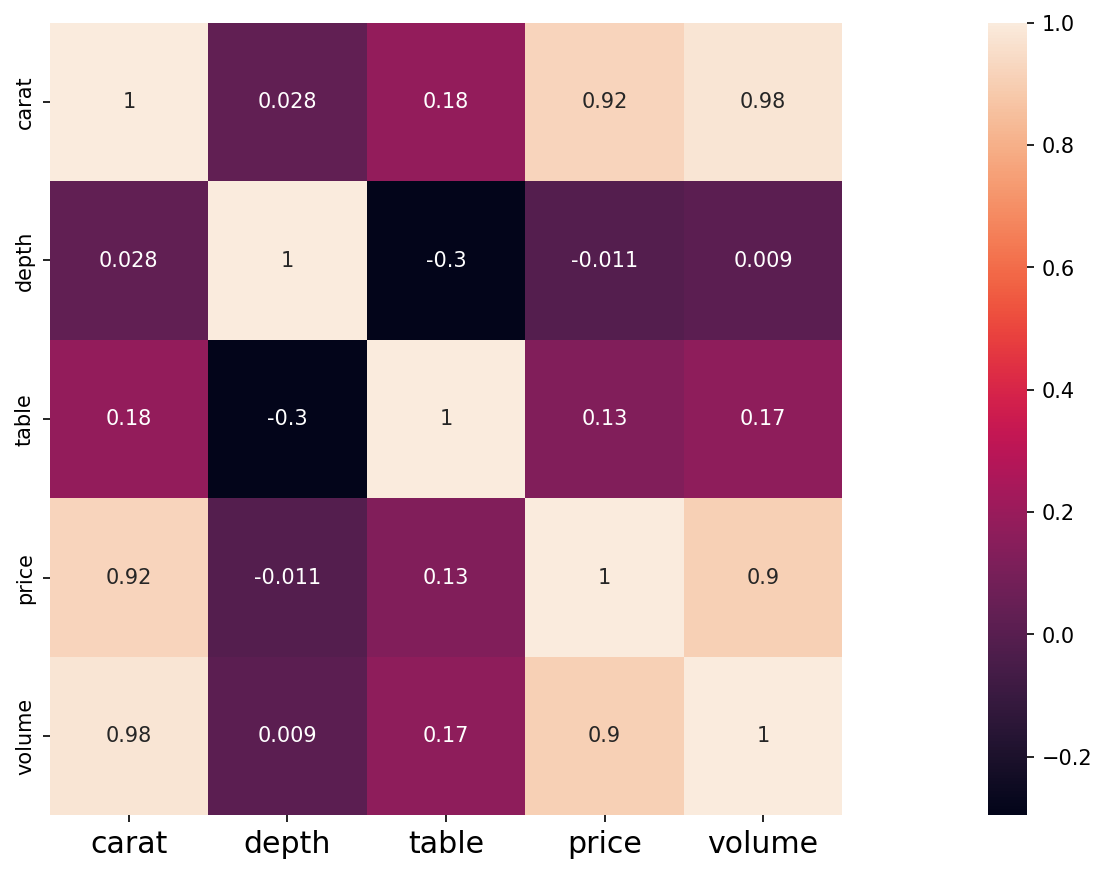 carat 1 0.028 0.18 0.92 0.98
depth 0.028 1 -0.3 -0.011 0.009
table 0.18 -0.3 1 0.13 0.17
price 0.92 -0.011 0.13 1 0.9
volume 0.98 0.009 0.17 0.9 1
carat depth table price volume
1.0
0.8
0.6
0.4
0.2
0.0
−0.2